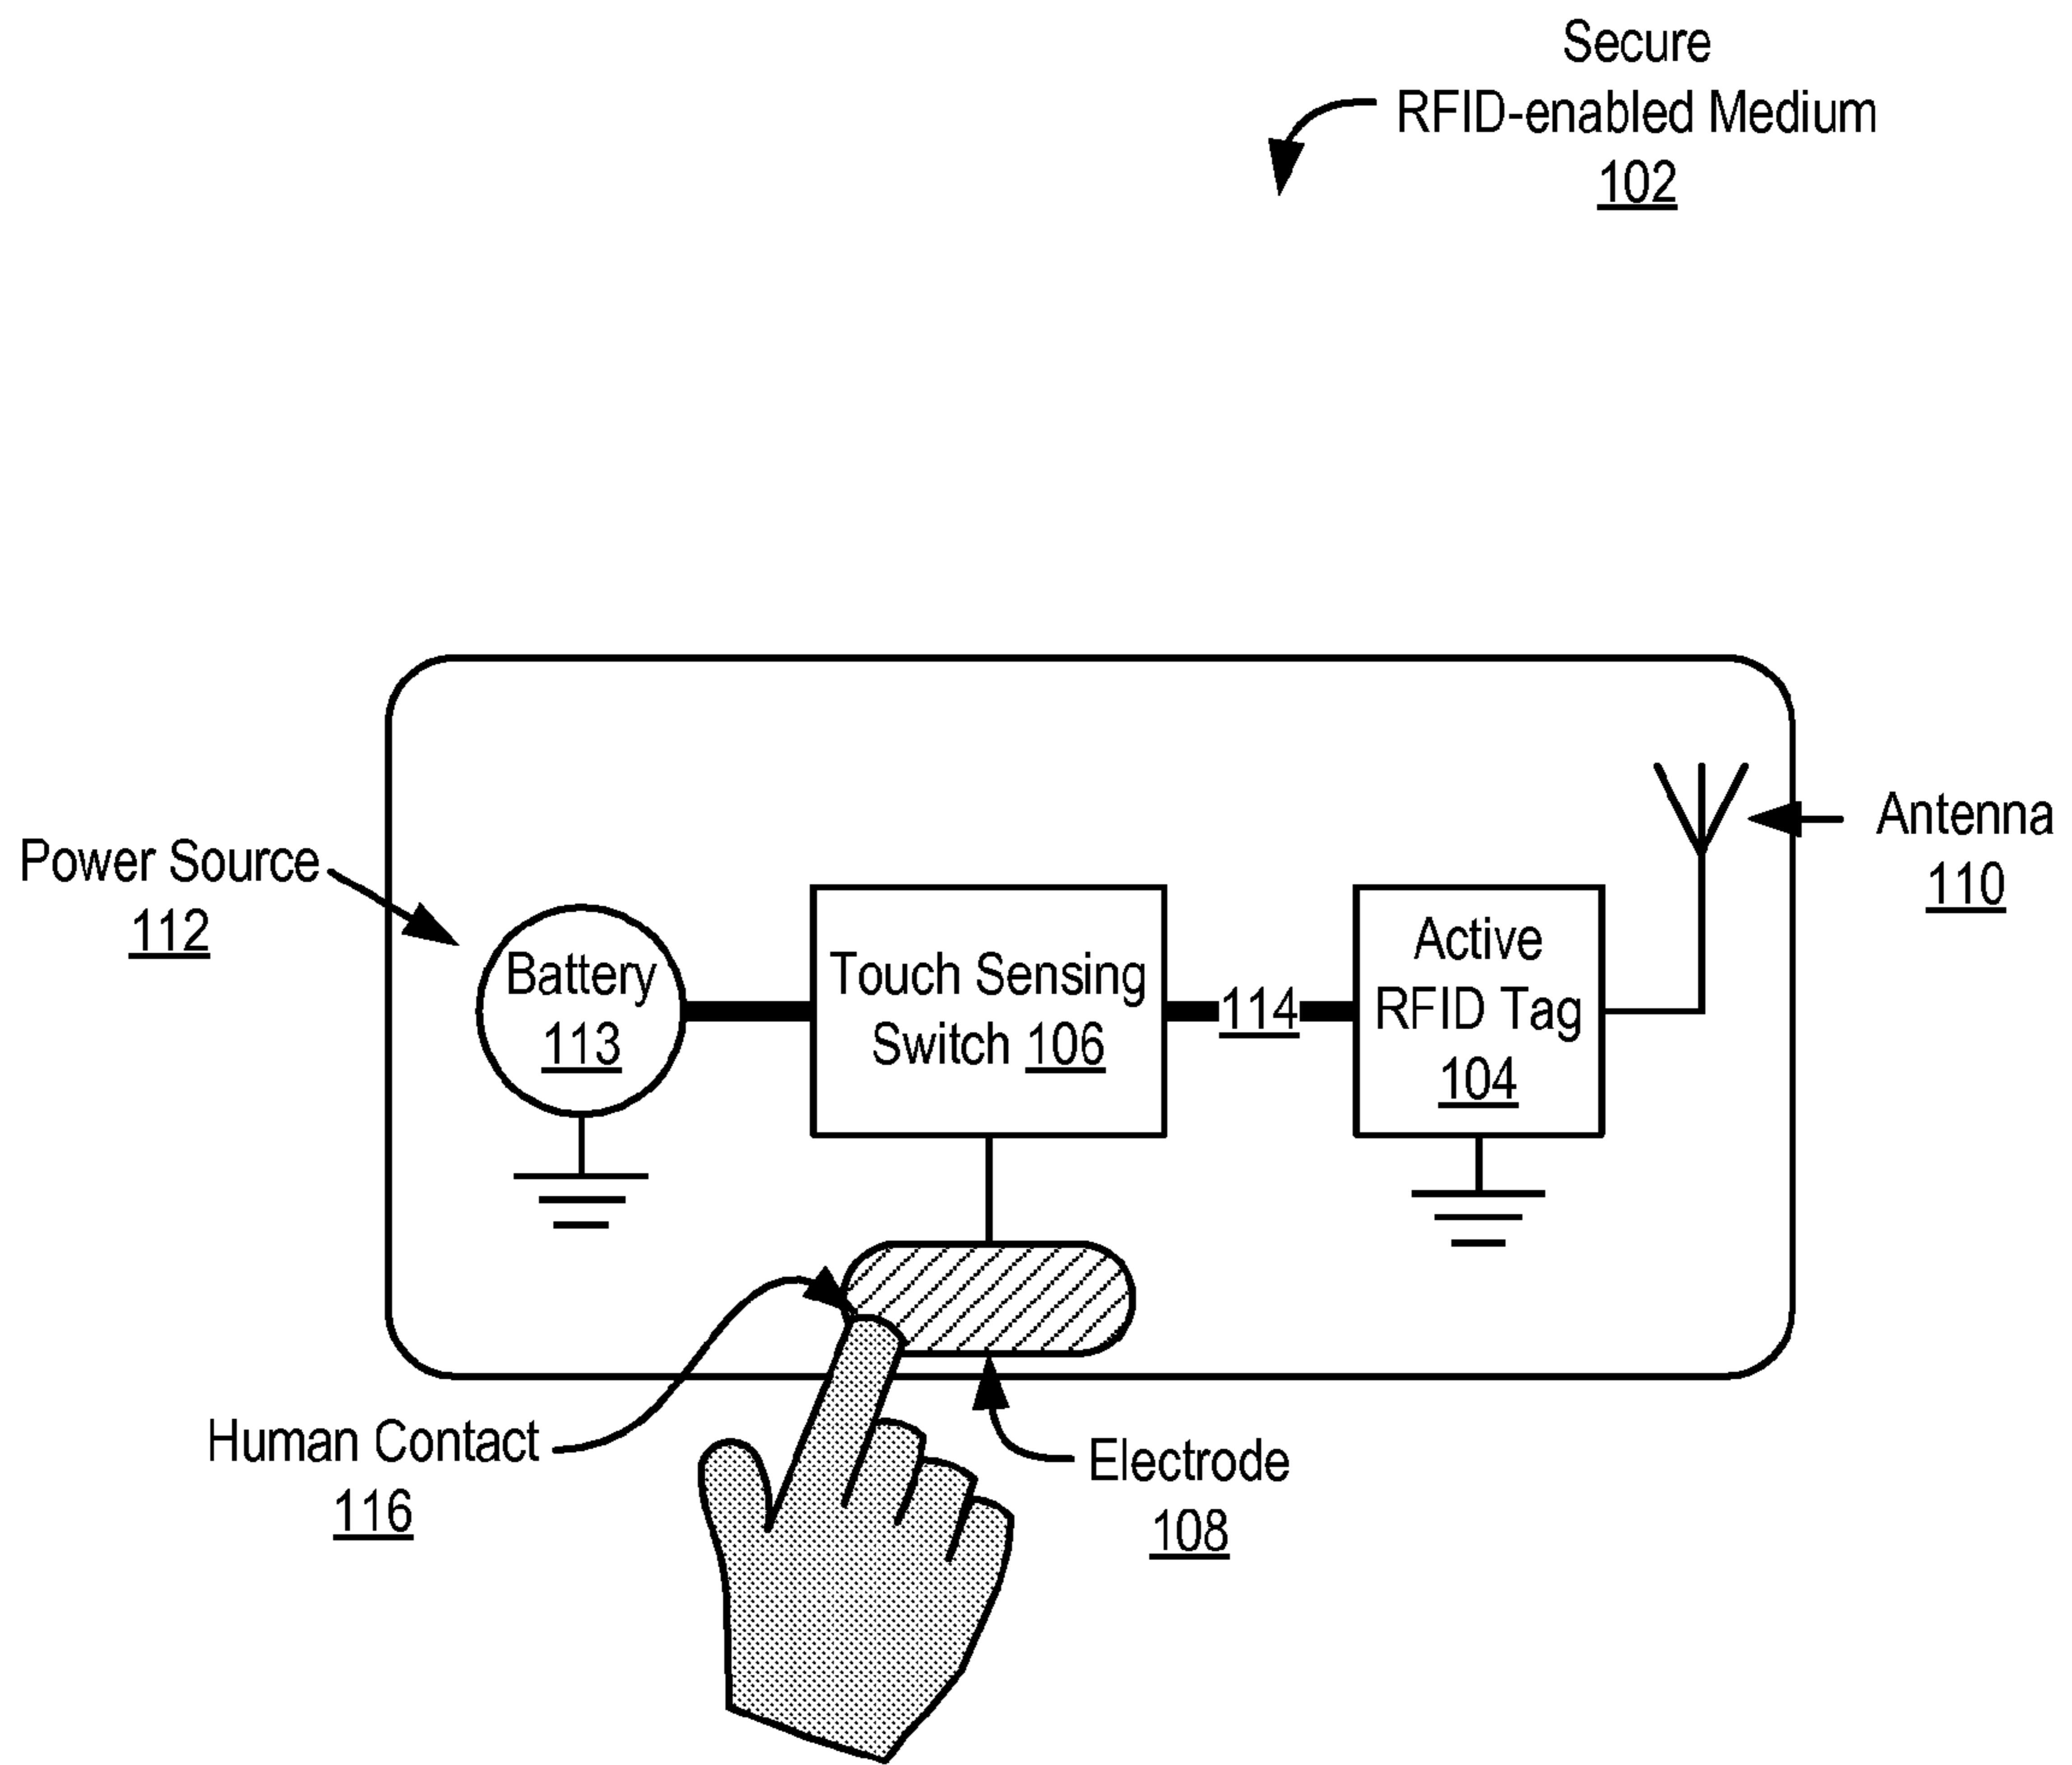 Secure
RFID-enabled Medium
102
Antenna
110
Power Source
112
Battery
113
Touch Sensing
Switch 106
114
Active
RFID Tag
104
Human Contact
116
Electrode
108